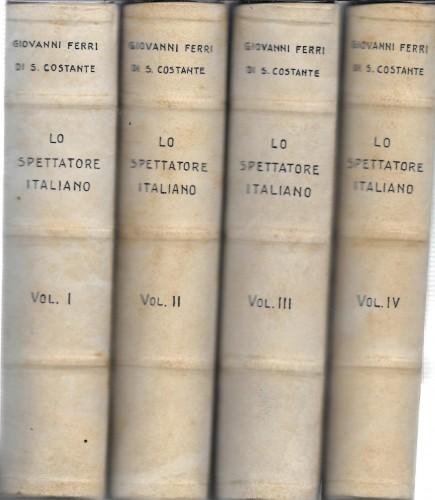 GIOVANNI FERRI
DI S. COSTANTE
LO
SPETTATORE
ITALIANO
VOL. I
GIOVANNI FERRI
DI S. COSTANTE
LO
SPETTATORE
ITALIANO
VOL. II
GIOVANNI FERRI
DI S. COSTANTE
LO
SPETTATORE
ITALIANO
VOL. III
GIOVANNI FERRI
DI S. COSTANTE
LO
SPETTATORE
ITALIANO
VOL. IV